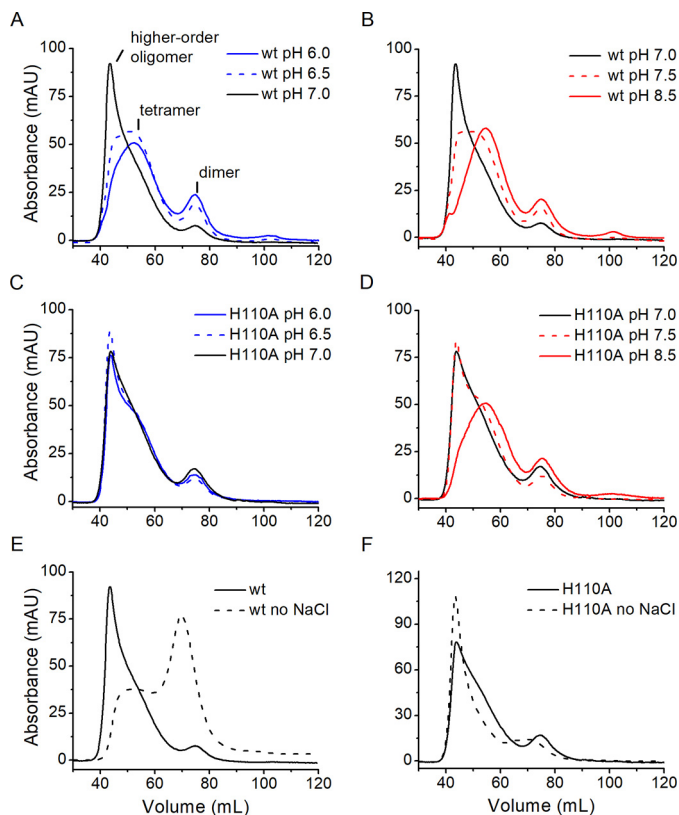 A
B
higher-order
oligomer
tetramer
dimer
wt pH 6.0
wt pH 6.5
wt pH 7.0
wt pH 7.0
wt pH 7.5
wt pH 8.5
Absorbance (mAU)
100
75
50
25
0
40 60 80 100 120
100
75
50
25
0
40 60 80 100 120
C
D
H110A pH 6.0
H110A pH 6.5
H110A pH 7.0
H110A pH 7.0
H110A pH 7.5
H110A pH 8.5
Absorbance (mAU)
100
75
50
25
0
40 60 80 100 120
100
75
50
25
0
40 60 80 100 120
E
F
wt
wt no NaCl
H110A
H110A no NaCl
Absorbance (mAU)
100
75
50
25
0
40 60 80 100 120
Volume (mL)
120
90
60
30
0
40 60 80 100 120
Volume (mL)